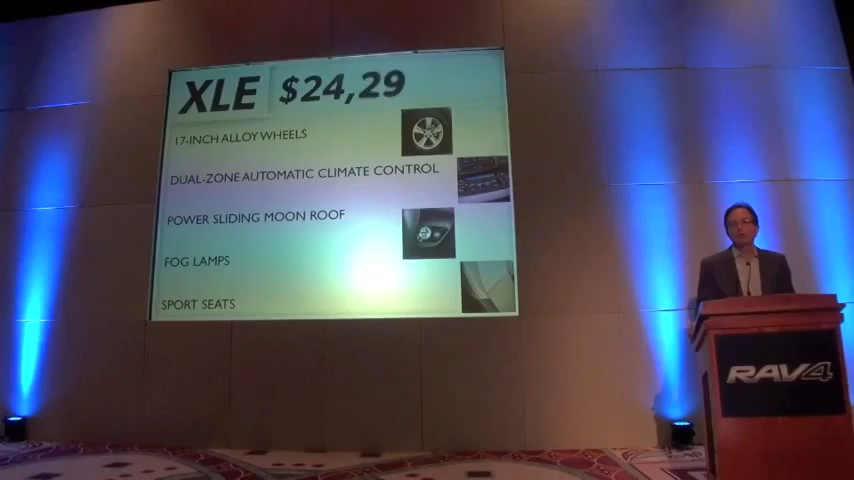 XLE $24,29
17-INCH ALLOY WHEELS
DUAL-ZONE AUTOMATIC CLIMATE CONTROL
POWER SLIDING MOON ROOF
FOG LAMPS
SPORT SEATS
RAV4